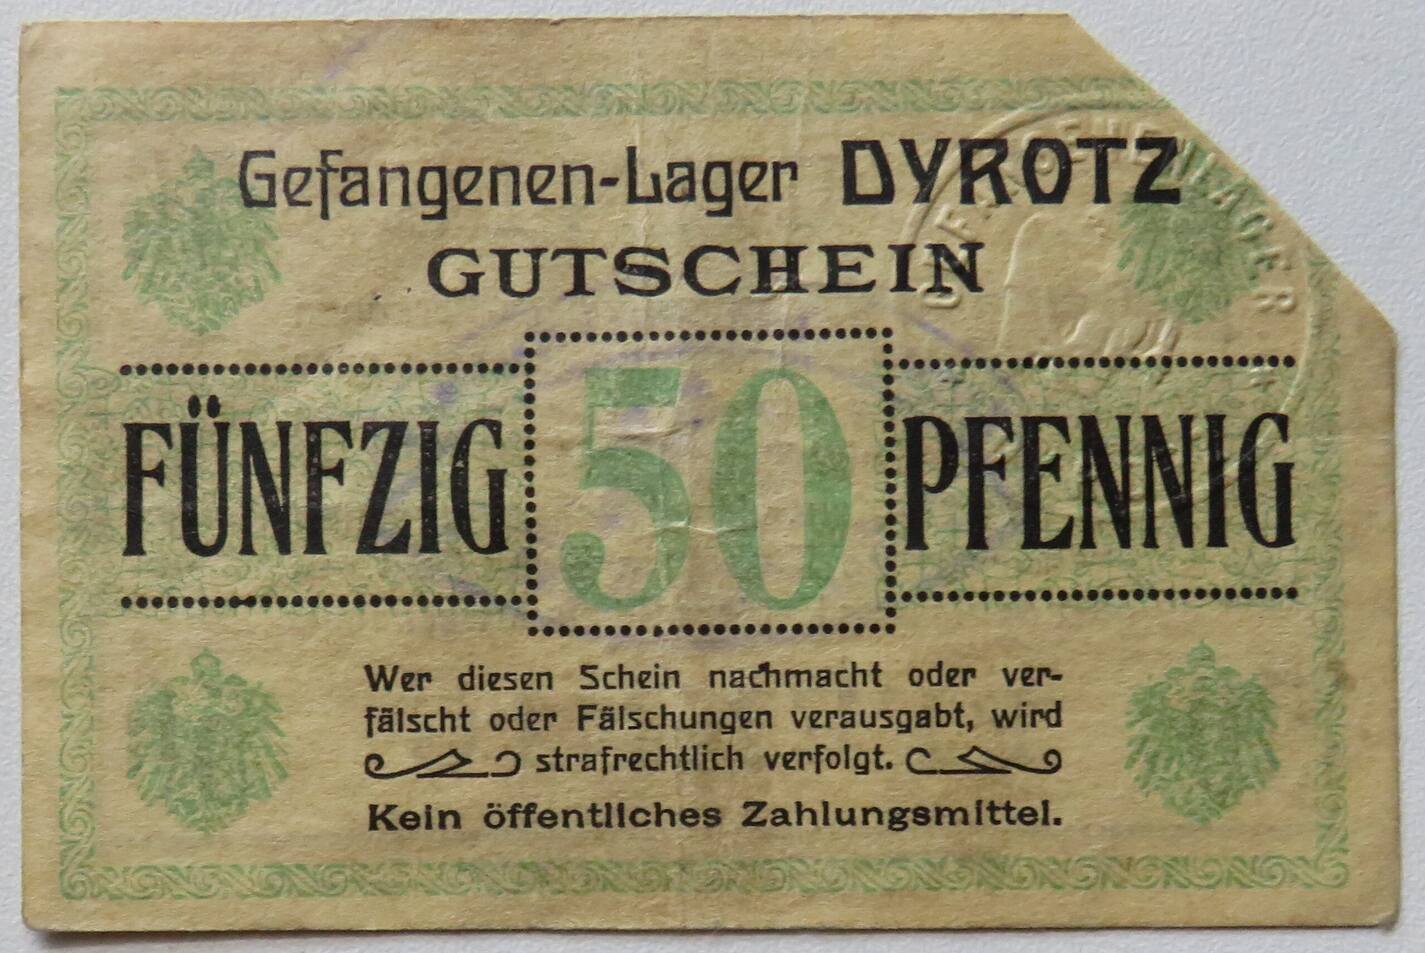 Gefangenen-Lager DYROTZ
GUTSCHEIN
FÜNFZIG 50 PFENNIG
Wer diesen Schein nachmacht oder ver-
fälscht oder Fälschungen verausgabt, wird
strafrechtlich verfolgt.
Kein öffentliches Zahlungsmittel.
GEFANGENENLAGER